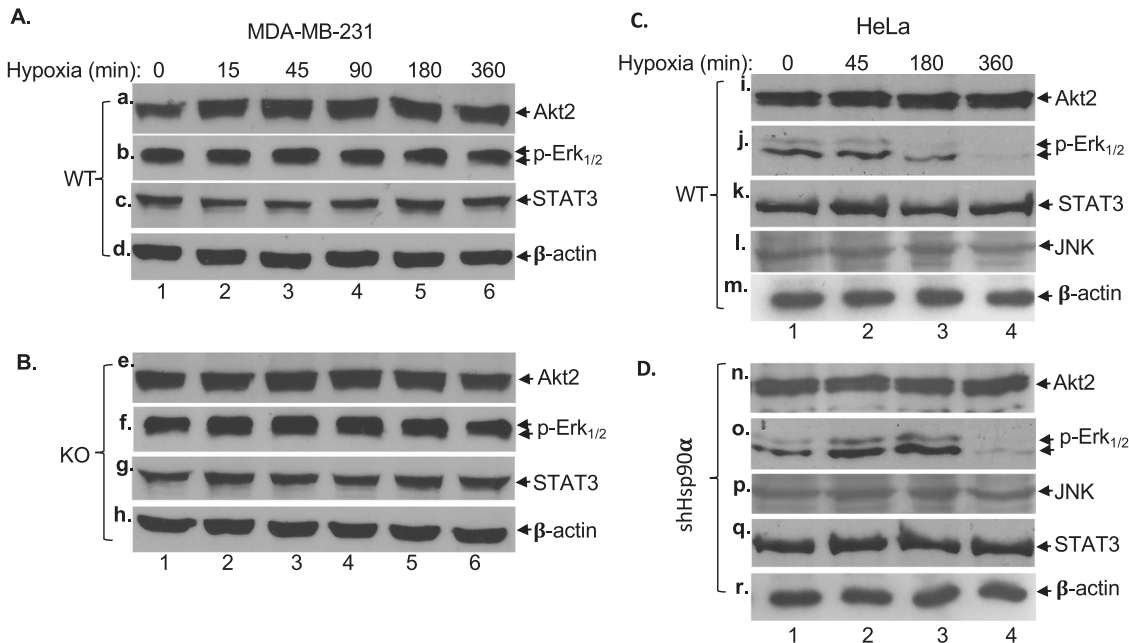 A.
MDA-MB-231
Hypoxia (min): 0 15 45 90 180 360
WT
a. Akt2
b. p-Erk1/2
c. STAT3
d. β-actin
1 2 3 4 5 6
B.
KO
e. Akt2
f. p-Erk1/2
g. STAT3
h. β-actin
1 2 3 4 5 6
C.
HeLa
Hypoxia (min): 0 45 180 360
WT
i. Akt2
j. p-Erk1/2
k. STAT3
l. JNK
m. β-actin
1 2 3 4
D.
shHsp90α
n. Akt2
o. p-Erk1/2
p. JNK
q. STAT3
r. β-actin
1 2 3 4